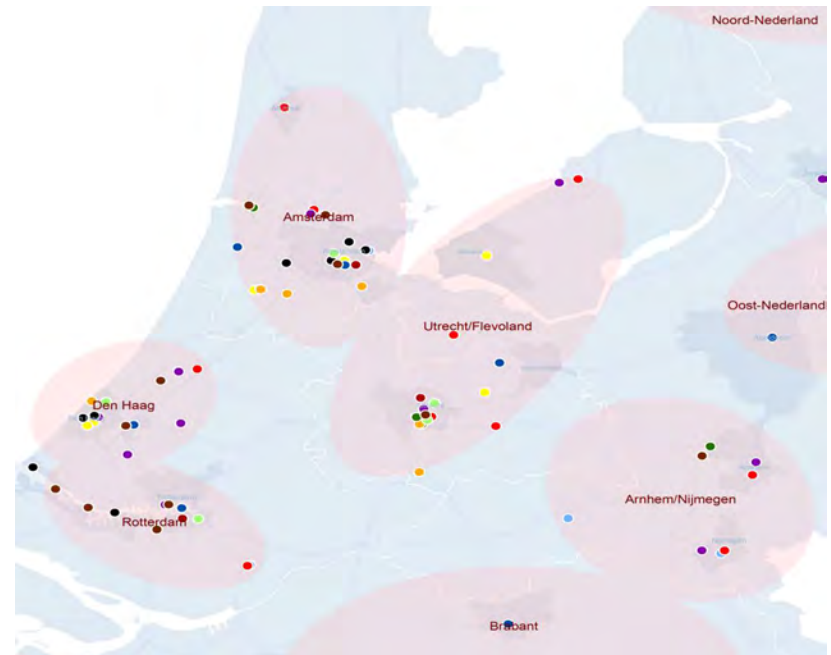 Noord-Nederland
Amsterdam
Oost-Nederland
Utrecht/Flevoland
Den Haag
Arnhem/Nijmegen
Rotterdam
Brabant